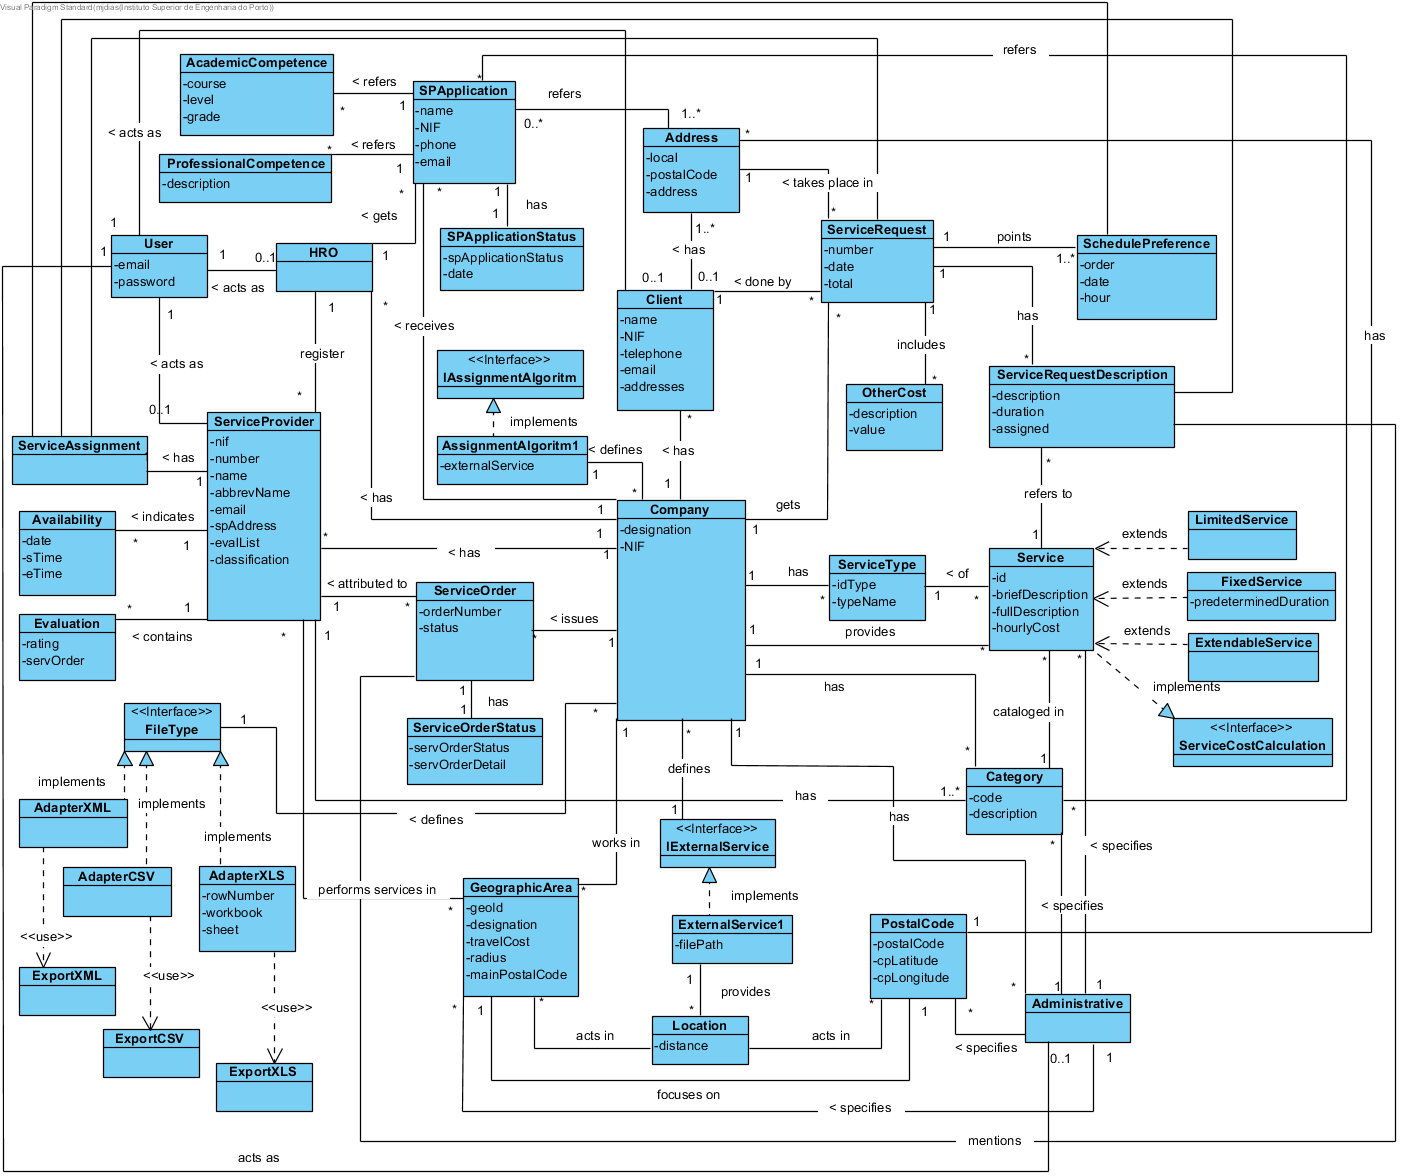 Visual Paradigm Standard(mjdias(Instituto Superior de Engenharia do Porto))
refers
AcademicCompetence
-course
-level
-grade
< refers
*
1
SPApplication
-name
-NIF
-phone
-email
*
refers
0..*
1..*
< acts as
ProfessionalCompetence
-description
*
< refers
1
Address
-local
-postalCode
-address
*
1
< takes place in
*
*
*
1
1
has
< gets
SPApplicationStatus
-spApplicationStatus
-date
1..*
< has
0..1
0..1
ServiceRequest
-number
-date
-total
1
points
1..*
SchedulePreference
-order
-date
-hour
1
1
User
-email
-password
1
0..1
< acts as
HRO
1
1
*
1
< done by
*
*
1
has
*
1
includes
*
has
Client
-name
-NIF
-telephone
-email
-addresses
< receives
1
< acts as
0..1
register
*
<<Interface>>
IAssignmentAlgoritm
implements
AssignmentAlgoritm1
-externalService
< defines
1
*
*
< has
1
OtherCost
-description
-value
ServiceRequestDescription
-description
-duration
-assigned
*
refers to
1
ServiceAssignment
< has
1
ServiceProvider
-nif
-number
-name
-abbrevName
-email
-spAddress
-evalList
-classification
< has
1
Company
-designation
-NIF
gets
1
LimitedService
extends
Availability
-date
-sTime
-eTime
< indicates
*
1
*
< has
1
Service
-id
-briefDescription
-fullDescription
-hourlyCost
ServiceType
-idType
-typeName
1
has
*
< of
1
*
FixedService
-predeterminedDuration
extends
< attributed to
1
*
ServiceOrder
-orderNumber
-status
*
< issues
1
1
provides
*
ExtendableService
extends
Evaluation
-rating
-servOrder
*
1
< contains
*
1
1
has
*
*
*
implements
<<Interface>>
ServiceCostCalculation
1
has
1
ServiceOrderStatus
-servOrderStatus
-servOrderDetail
<<Interface>>
FileType
1
*
1
*
1
defines
1
cataloged in
1
Category
-code
-description
1..*
*
*
implements
AdapterXML
implements
implements
has
< defines
<<Interface>>
IExternalService
has
works in
*
< specifies
AdapterCSV
AdapterXLS
-rowNumber
-workbook
-sheet
performs services in
*
GeographicArea
-geoId
-designation
-travelCost
-radius
-mainPostalCode
implements
ExternalService1
-filePath
< specifies
PostalCode
-postalCode
-cpLatitude
-cpLongitude
1
<<use>>
ExportXML
<<use>>
1
provides
*
*
1
1
*
Administrative
<<use>>
*
1
*
*
1
*
< specifies
ExportCSV
acts in
Location
-distance
acts in
0..1
1
ExportXLS
focuses on
< specifies
mentions
acts as